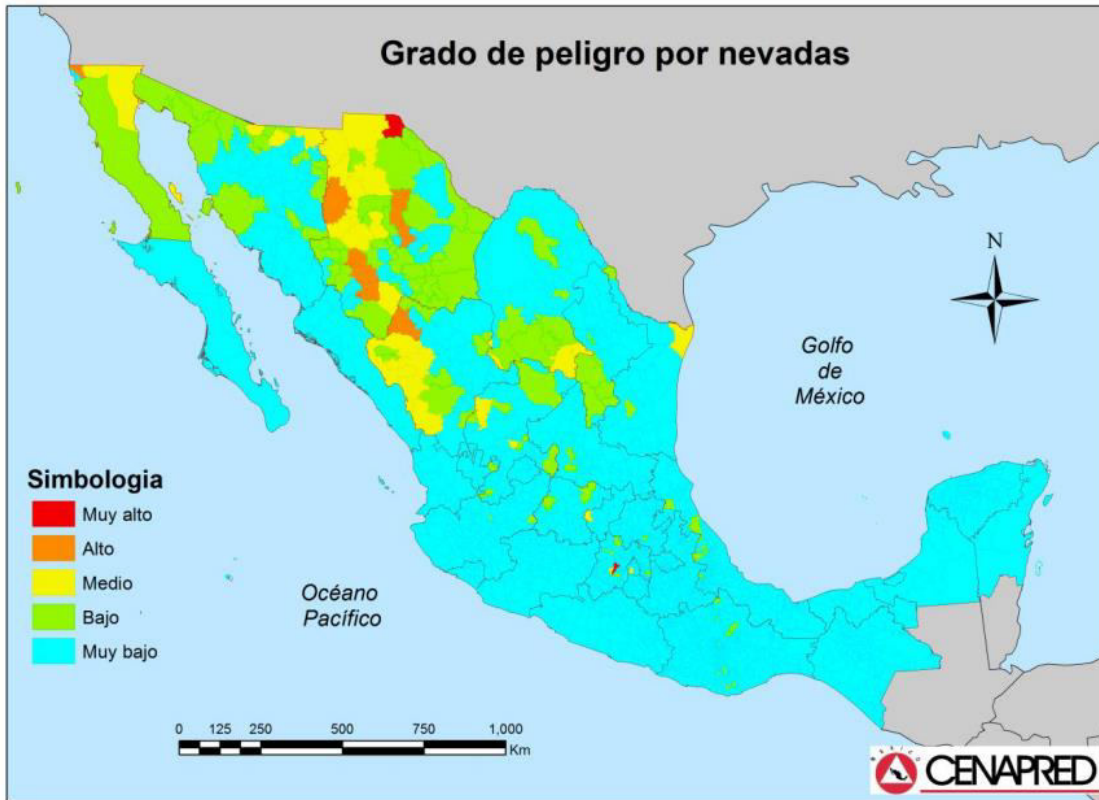 Grado de peligro por nevadas
N
Golfo
de
México
Simbologia
Muy alto
Alto
Medio
Bajo
Muy bajo
Océano
Pacífico
0 125 250 500 750 1,000
Km
MÉXICO
CENAPRED